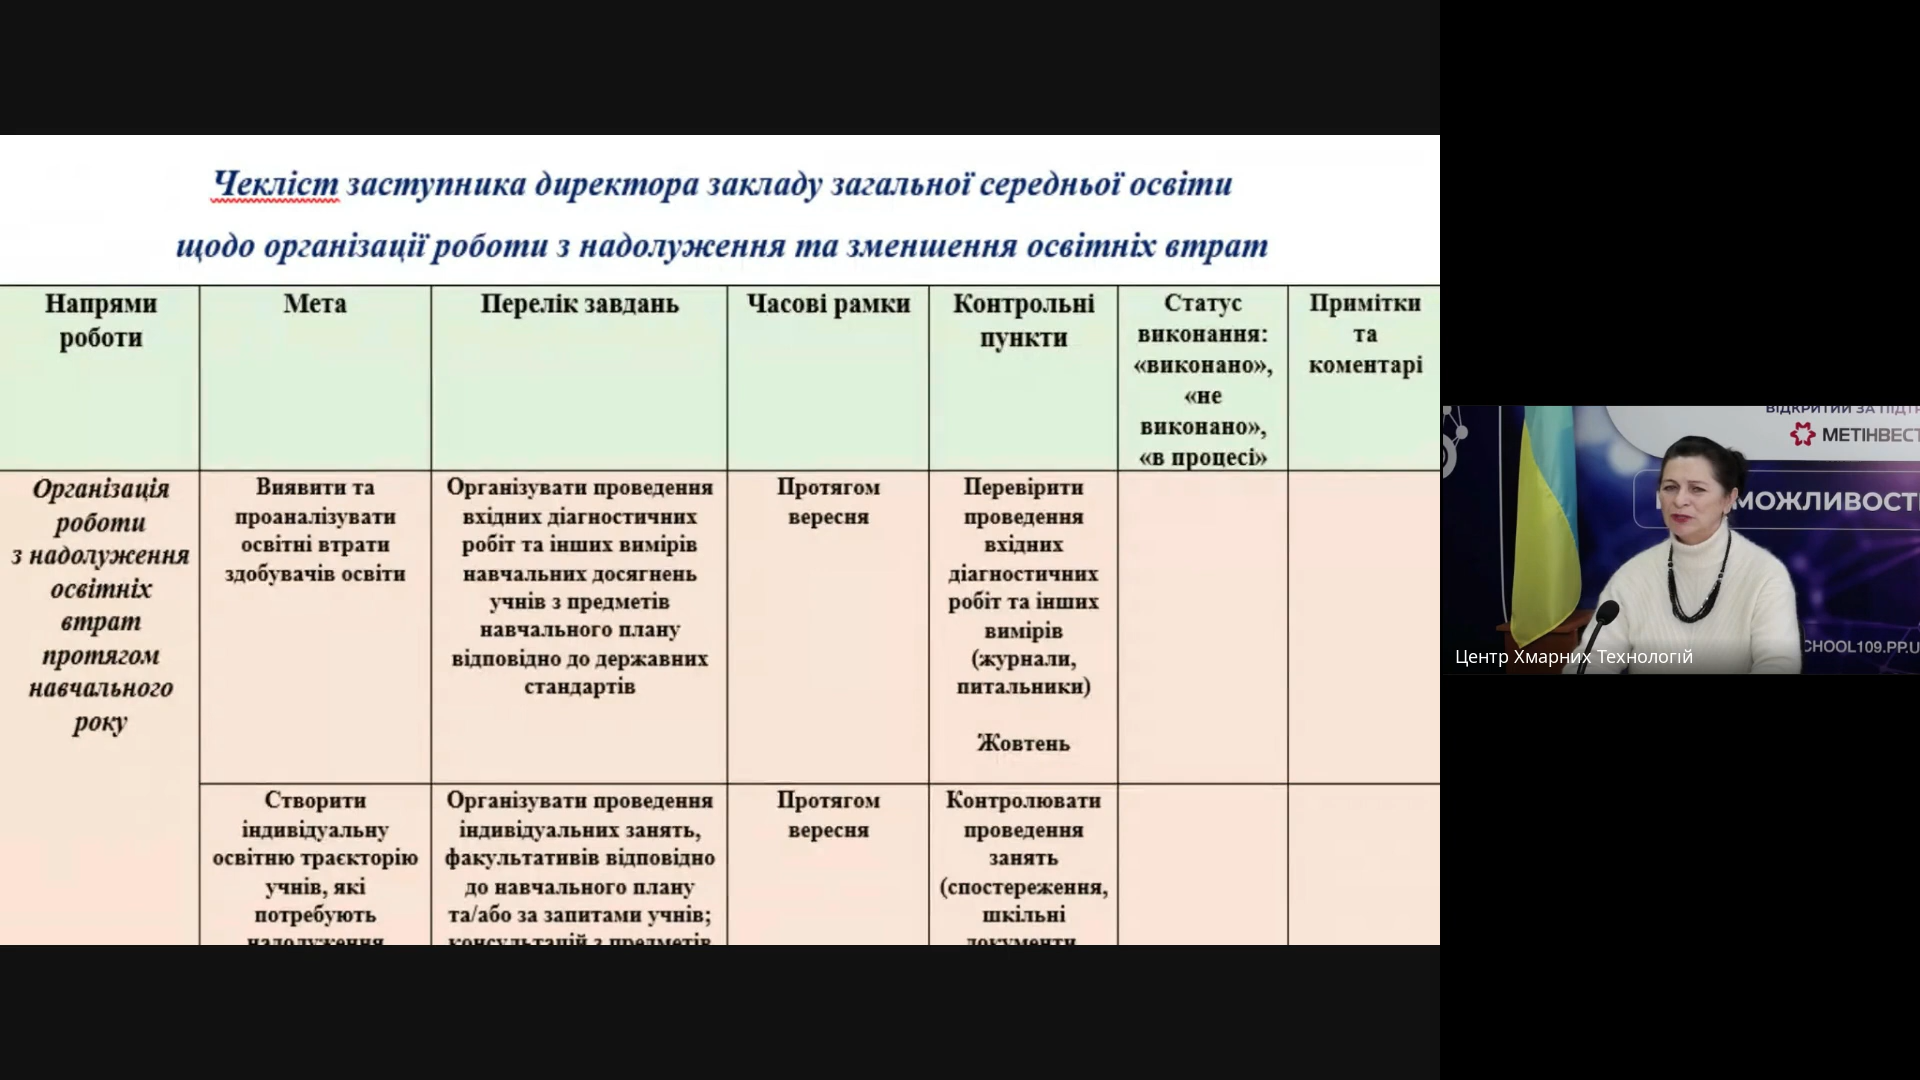 Чекліст заступника директора закладу загальної середньої освіти
щодо організації роботи з надолуження та зменшення освітніх втрат
Напрями
роботи
Мета
Перелік завдань
Часові рамки
Контрольні
пункти
Статус
виконання:
«виконано»,
«не
виконано»,
«в процесі»
Примітки
та
коментарі
Організація
роботи
з надолуження
освітніх
втрат
протягом
навчального
року
Виявити та
проаналізувати
освітні втрати
здобувачів освіти
Організувати проведення
вхідних діагностичних
робіт та інших вимірів
навчальних досягнень
учнів з предметів
навчального плану
відповідно до державних
стандартів
Протягом
вересня
Перевірити
проведення
вхідних
діагностичних
робіт та інших
вимірів
(журнали,
питальники)
Жовтень
Створити
індивідуальну
освітню траєкторію
учнів, які
потребують
надолуження
Організувати проведення
індивідуальних занять,
факультативів відповідно
до навчального плану
та/або за запитами учнів;
консультацій з предметів
Протягом
вересня
Контролювати
проведення
занять
(спостереження,
шкільні
документи
ВІДКРИТИЙ ЗА ПІДТР
МЕТІНВЕСТ
МОЖЛИВОСТ
CHOOL109.PP.U
Центр Хмарних Технологій